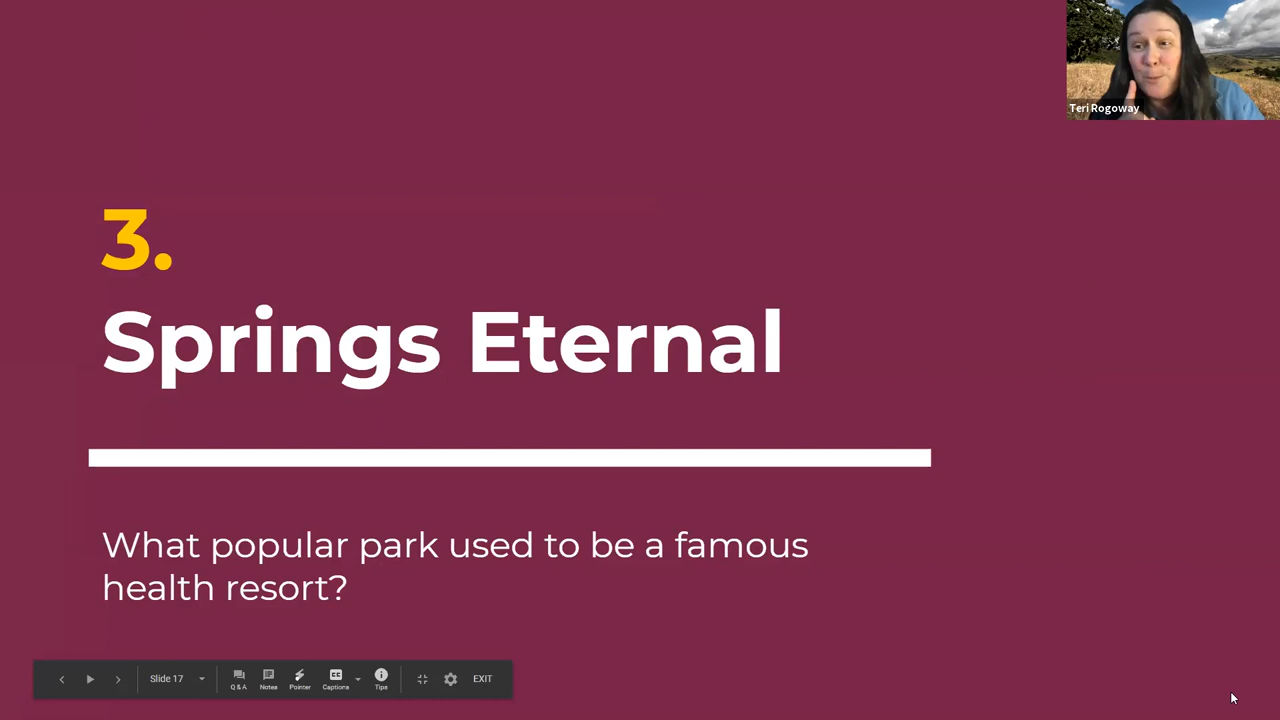 Teri Rogoway
3.
Springs Eternal
What popular park used to be a famous
health resort?
Slide 17
Q & A
Notes
Pointer
Captions
Tips
EXIT